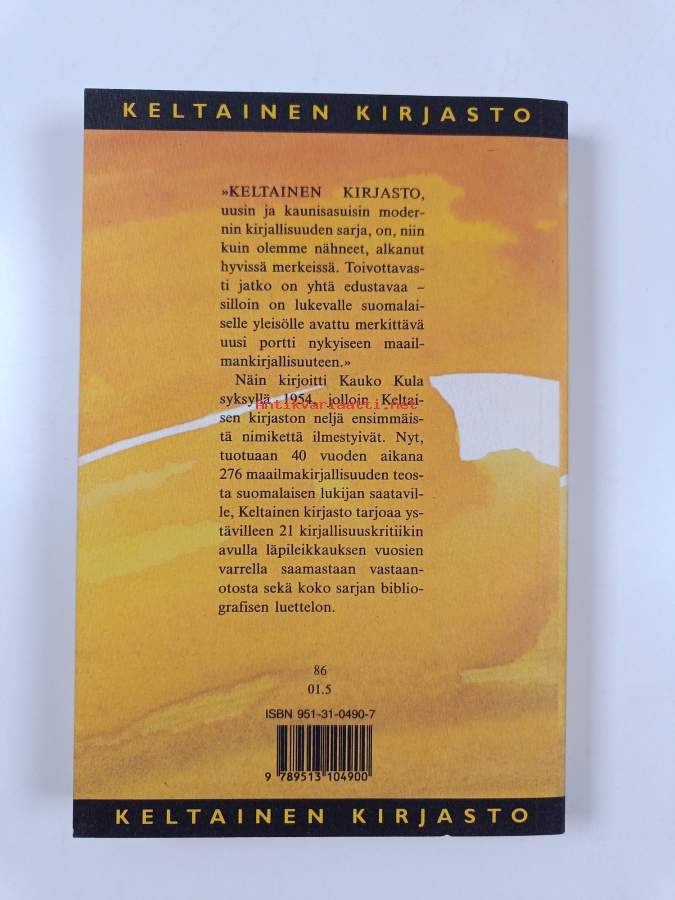 KELTAINEN KIRJASTO
»KELTAINEN KIRJASTO,
uusin ja kaunisasuisin moder-
nin kirjallisuuden sarja, on, niin
kuin olemme nähneet, alkanut
hyvissä merkeissä. Toivottavas-
ti jatko on yhtä edustavaa –
silloin on lukevalle suomalai-
selle yleisölle avattu merkittävä
uusi portti nykyiseen maail-
mankirjallisuuteen.»
Näin kirjoitti Kauko Kula
syksyllä 1954, jolloin Keltai-
Antikvariaatti.net
sen kirjaston neljä ensimmäis-
tä nimikettä ilmestyivät. Nyt,
tuotuaan 40 vuoden aikana
276 maailmakirjallisuuden teos-
ta suomalaisen lukijan saatavil-
le, Keltainen kirjasto tarjoaa ys-
tävilleen 21 kirjallisuuskritiikin
avulla läpileikkauksen vuosien
varrella saamastaan vastaan-
otosta sekä koko sarjan biblio-
grafisen luettelon.
86
01.5
ISBN 951-31-0490-7
9 789513 104900
KELTAINEN KIRJASTO